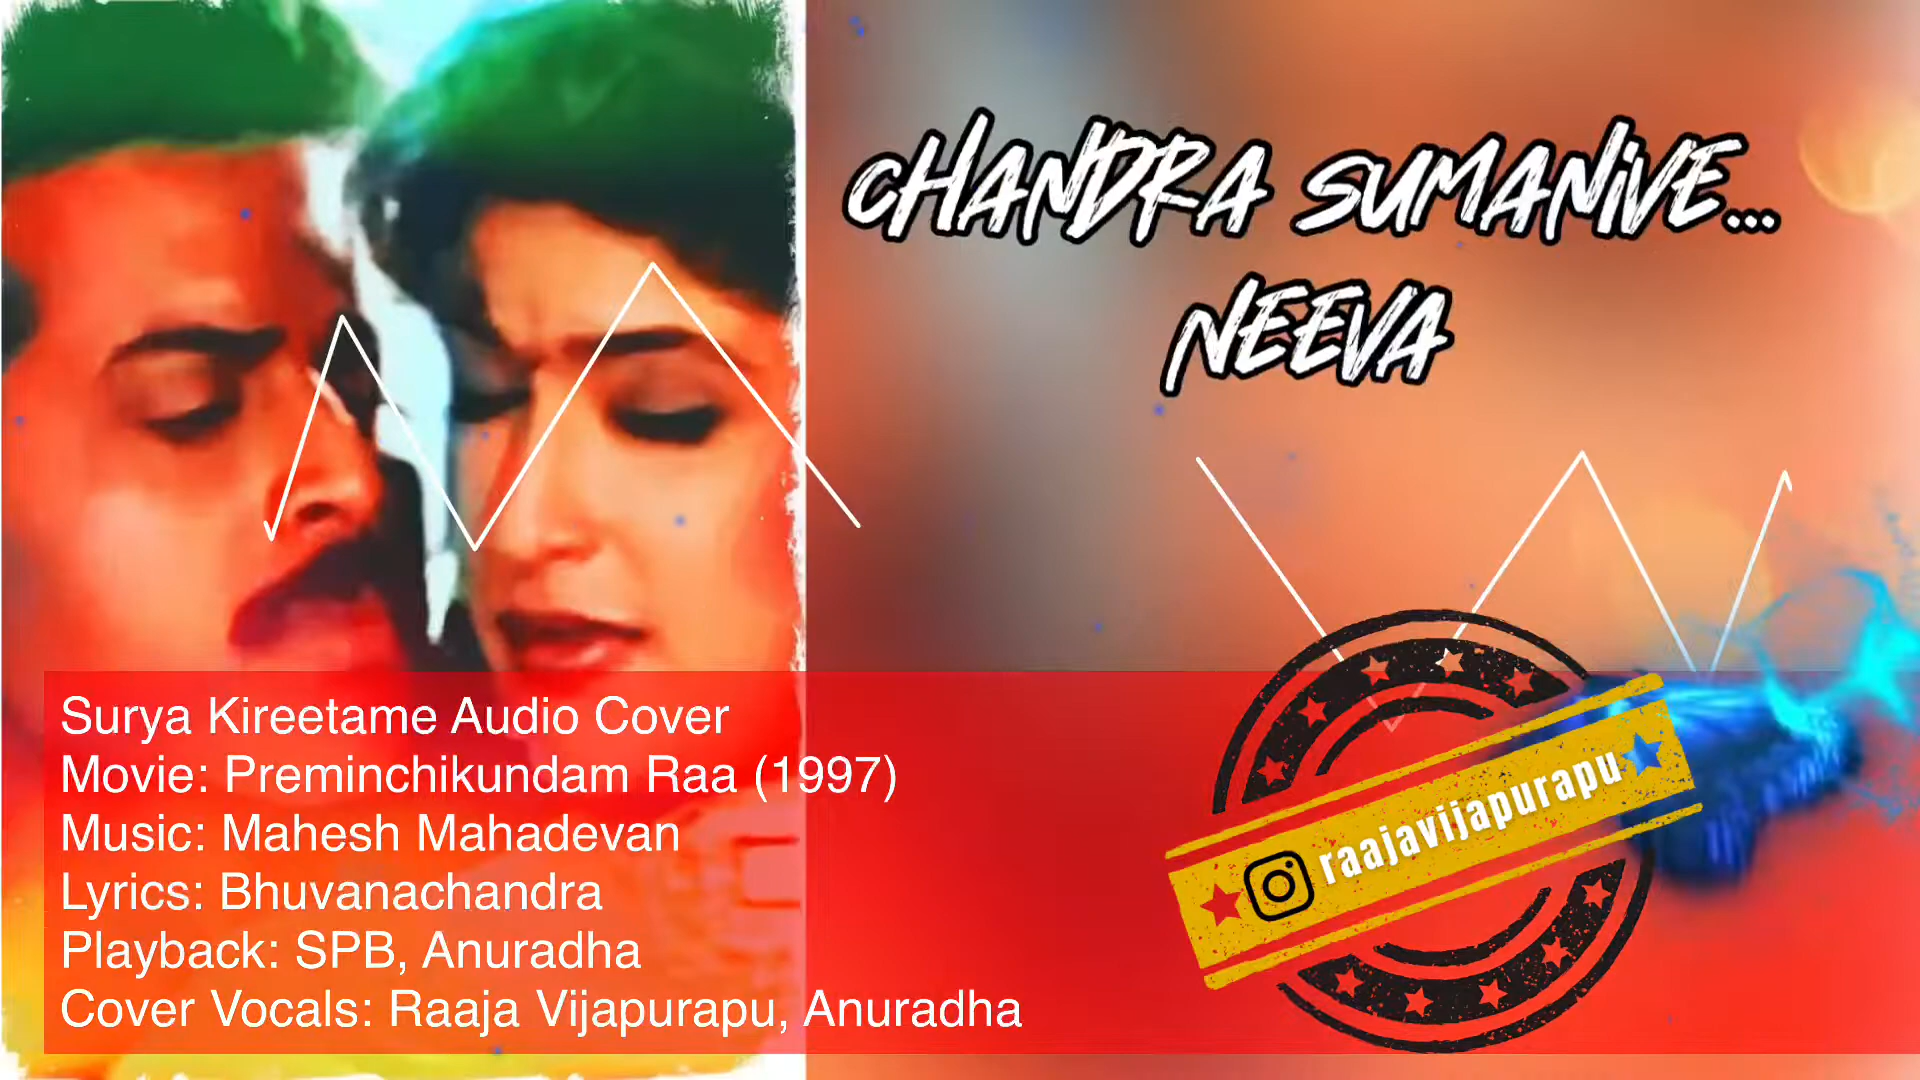 CHANDRA SUMANIVE...
NEEVA
Surya Kireetame Audio Cover
Movie: Preminchikundam Raa (1997)
Music: Mahesh Mahadevan
Lyrics: Bhuvanachandra
Playback: SPB, Anuradha
Cover Vocals: Raaja Vijapurapu, Anuradha
raajavijapurapu